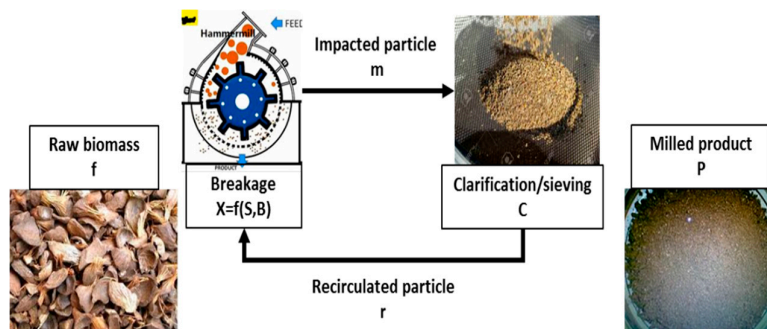 Hammermill
FEED
PRODUCT
Raw biomass
f
Breakage
X=f(S,B)
Impacted particle
m
Clarification/sieving
C
Recirculated particle
r
Milled product
P